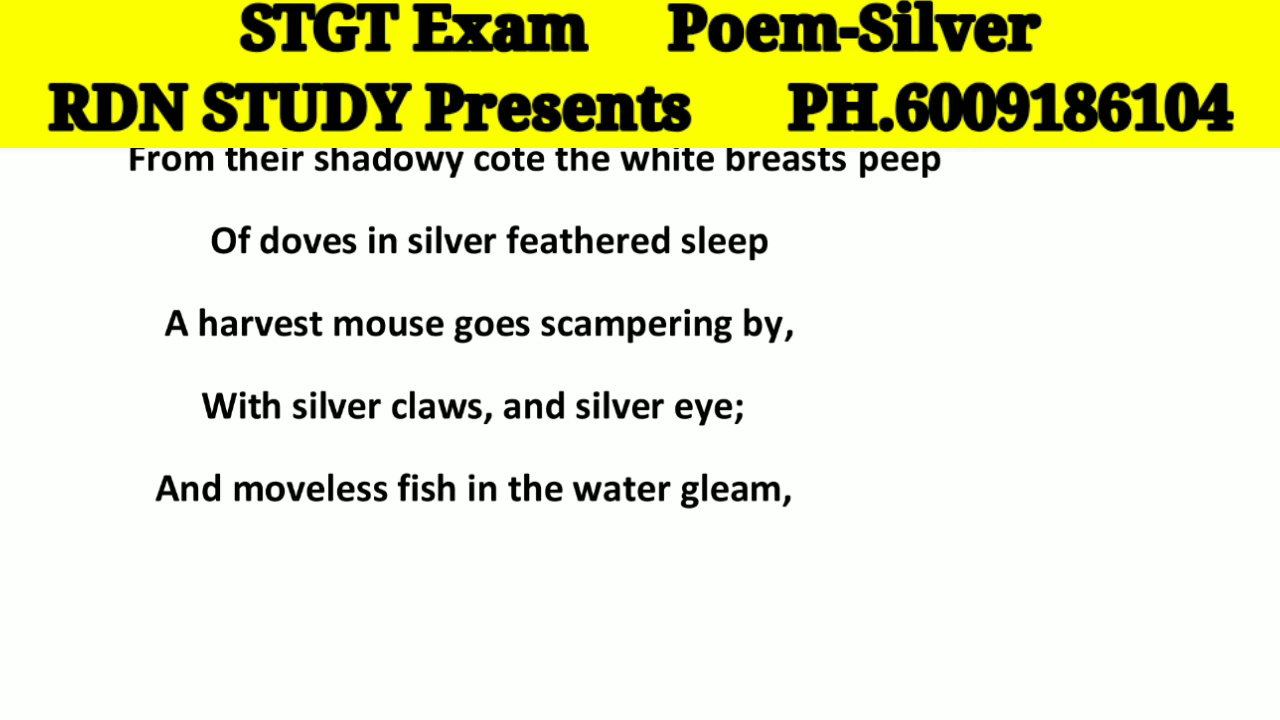 STGT Exam Poem-Silver
RDN STUDY Presents PH.6009186104
From their shadowy cote the white breasts peep
Of doves in silver feathered sleep
A harvest mouse goes scampering by,
With silver claws, and silver eye;
And moveless fish in the water gleam,